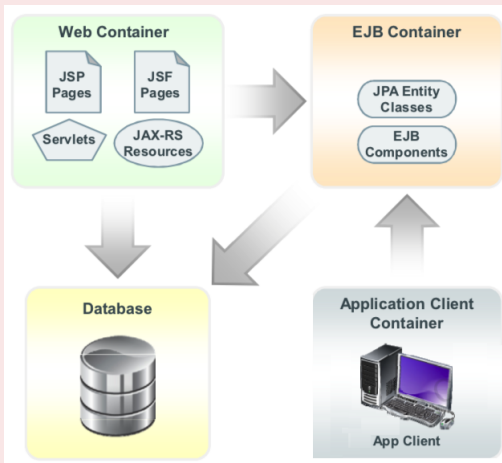 Web Container
JSP
Pages
JSF
Pages
Servlets
JAX-RS
Resources
EJB Container
JPA Entity
Classes
EJB
Components
Database
Application Client
Container
App Client